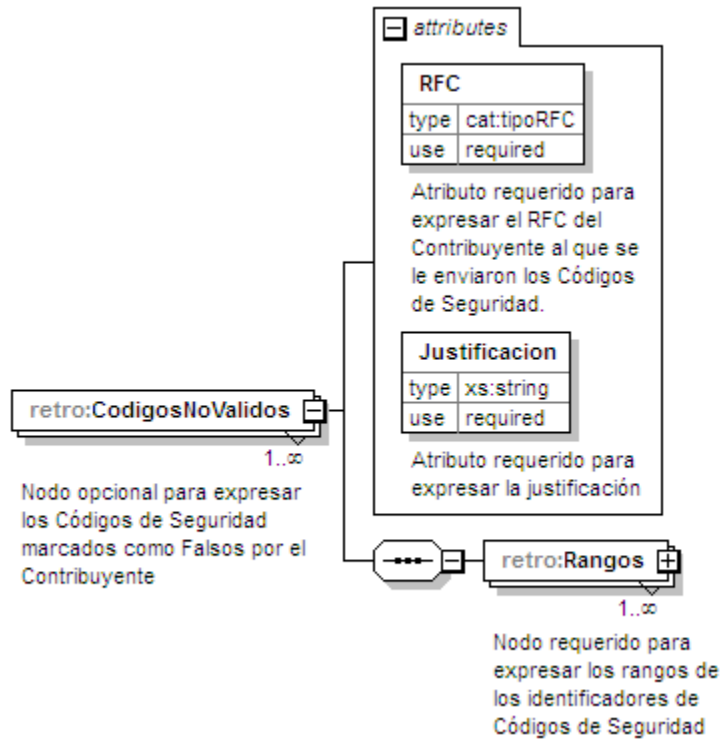 attributes
RFC
type cat:tipoRFC
use required
Atributo requerido para
expresar el RFC del
Contribuyente al que se
le enviaron los Códigos
de Seguridad.
Justificacion
type xs:string
use required
Atributo requerido para
expresar la justificación
retro:CodigosNoValidos
1..∞
Nodo opcional para expresar
los Códigos de Seguridad
marcados como Falsos por el
Contribuyente
retro:Rangos
1..∞
Nodo requerido para
expresar los rangos de
los identificadores de
Códigos de Seguridad